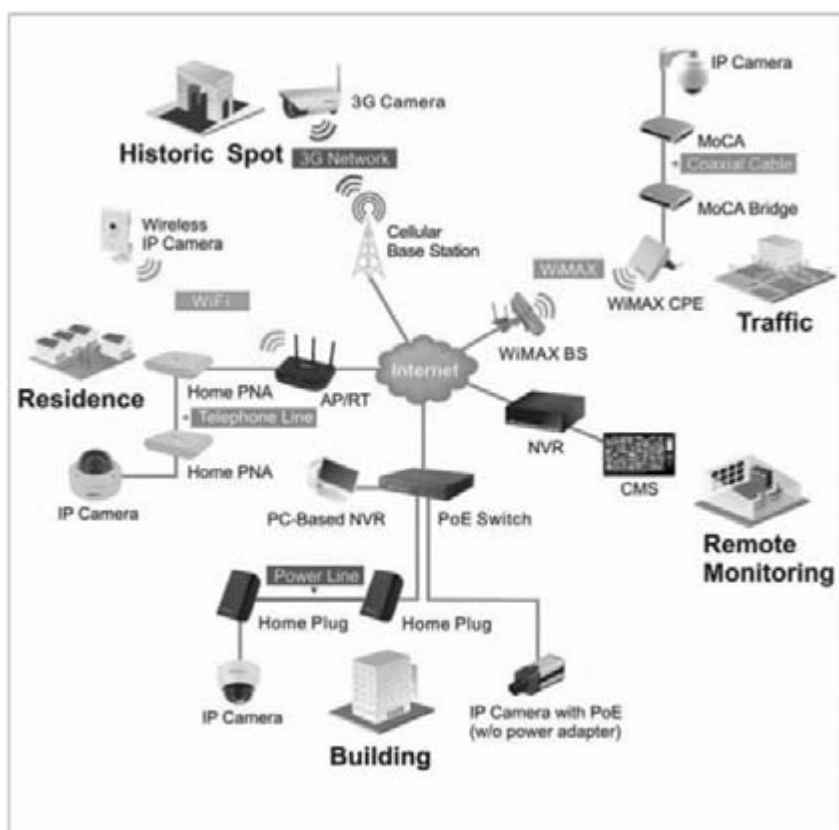 3G Camera
Historic Spot
3G Network
IP Camera
MoCA
Coaxial Cable
MoCA Bridge
Wireless
IP Camera
Cellular
Base Station
WiFi
WiMAX
WiMAX CPE
Traffic
WiMAX BS
Internet
Residence
Home PNA
AP/RT
Telephone Line
Home PNA
IP Camera
NVR
CMS
PC-Based NVR
PoE Switch
Remote
Monitoring
Power Line
Home Plug
Home Plug
IP Camera
IP Camera with PoE
(w/o power adapter)
Building